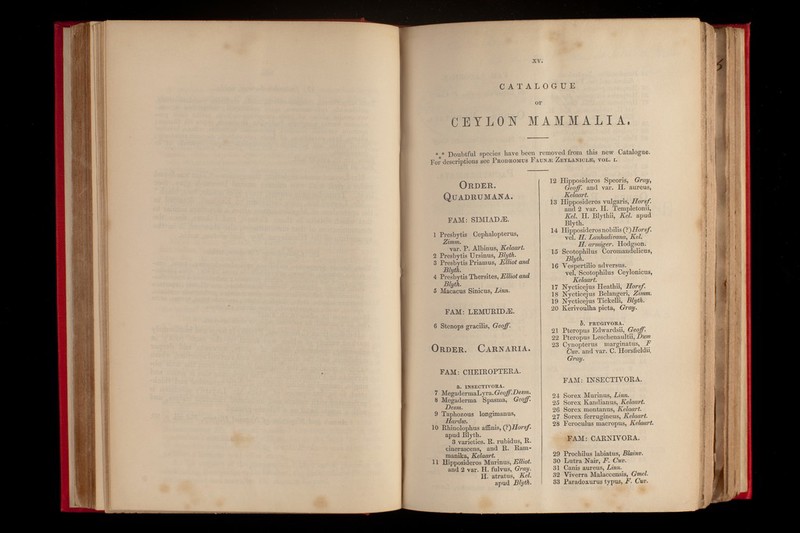 XV.
CATALOGUE
OF
CEYLON MAMMALIA.
*** Doubtful species have been removed from this new Catalogue.
For descriptions see PRODROMUS FAUNÆ ZEYLANICÆ, VOL. I.
ORDER.
QUADRUMANA.
FAM: SIMIADÆ.
1 Presbytis Cephalopterus,
Zimm.
var. P. Albinus, Kelaart.
2 Presbytis Ursinus, Blyth.
3 Presbytis Priamus, Elliot and
Blyth.
4 Presbytis Thersites, Elliot and
Blyth.
5 Macacus Sinicus, Linn.
FAM: LEMURIDÆ.
6 Stenops gracilis, Geoff.
ORDER. CARNARIA.
FAM: CHEIROPTERA.
a. INSECTIVORA.
7 Megaderma Lyra. Geoff. Desm.
8 Megaderma Spasma, Geoff.
Desm.
9 Taphozous longimanus,
Hardw.
10 Rhinolophus affinis, (?) Horsf.
apud Blyth.
3 varieties. R. rubidus, R.
cinerascens, and R. Ram-
manika, Kelaart.
11 Hipposideros Murinus, Elliot.
and 2 var. H. fulvus, Gray.
H. atratus, Kel.
apud Blyth.
12 Hipposideros Speoris, Gray,
Geoff. and var. H. aureus,
Kelaart.
13 Hipposideros vulgaris, Horsf.
and 2 var. H. Templetonii,
Kel. H. Blythii, Kel. apud
Blyth.
14 Hipposideros nobilis (?) Horsf.
vel. H. Lankadiva, Kel.
H. armiger. Hodgson.
15 Scotophilus Coromandelicus,
Blyth.
16 Vespertilio adversus.
vel. Scotophilus Ceylonicus,
Kelaart.
17 Nycticejus Heathii, Horsf.
18 Nycticejus Belangeri, Zimm.
19 Nycticejus Tickelli, Blyth.
20 Kerivoulha picta, Gray.
b. FRUGIVORA.
21 Pteropus Edwardsii, Geoff.
22 Pteropus Leschenaultii, Dum
23 Cynopterus marginatus, F
Cuv. and var. C. Horsfieldii.
Gray.
FAM: INSECTIVORA.
24 Sorex Murinus, Linn.
25 Sorex Kandianus, Kelaart.
26 Sorex montanus, Kelaart.
27 Sorex ferrugineus, Kelaart.
28 Feroculus macropus, Kelaart.
FAM: CARNIVORA.
29 Prochilus labiatus, Blainv.
30 Lutra Nair, F. Cuv.
31 Canis aureus, Linn.
32 Viverra Malaccensis, Gmel.
33 Paradoxurus typus, F. Cuv.